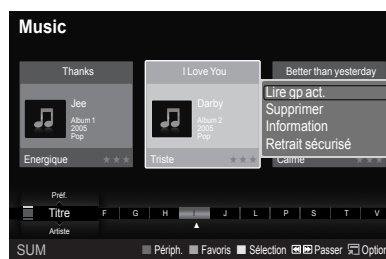 Music
Thanks
I Love You
Better than yesterday
Jee
Album 1
2005
Pop
Darby
Album 2
2005
Pop
Lire gp act.
Supprimer
Information
Retrait sécurisé
Energique
Triste
Calme
Préf.
Titre F G H I J L P S T V
Artiste
SUM Périph. Favoris Sélection Passer Option